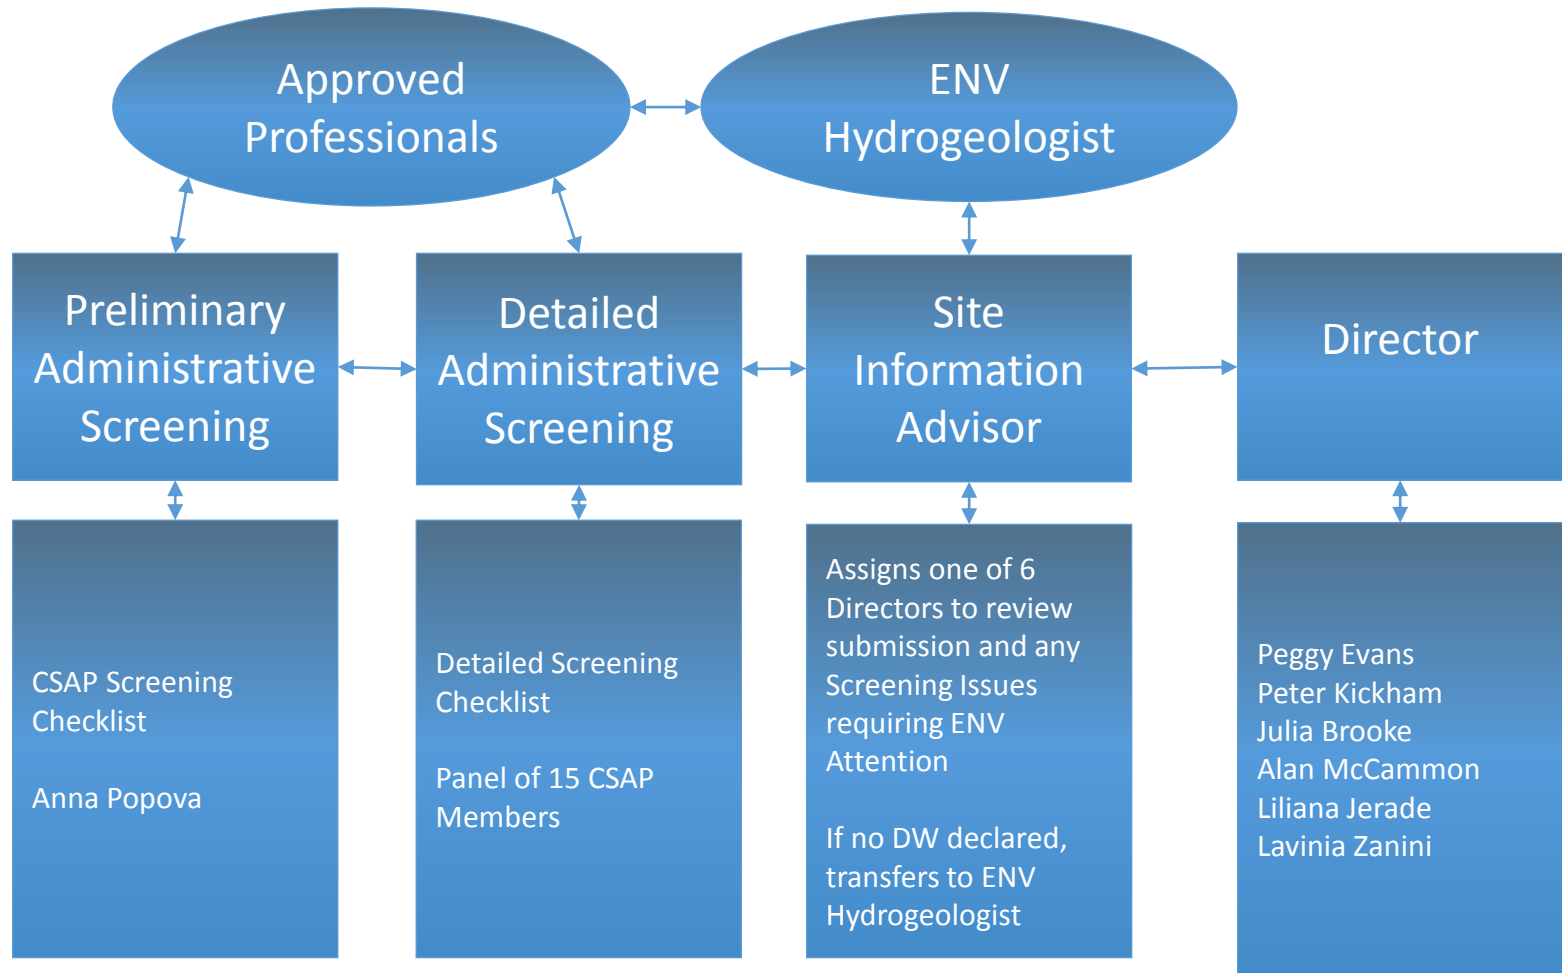 Approved
Professionals
ENV
Hydrogeologist
Preliminary
Administrative
Screening
Detailed
Administrative
Screening
Site
Information
Advisor
Director
CSAP Screening
Checklist
Anna Popova
Detailed Screening
Checklist
Panel of 15 CSAP
Members
Assigns one of 6
Directors to review
submission and any
Screening Issues
requiring ENV
Attention
If no DW declared,
transfers to ENV
Hydrogeologist
Peggy Evans
Peter Kickham
Julia Brooke
Alan McCammon
Liliana Jerade
Lavinia Zanini